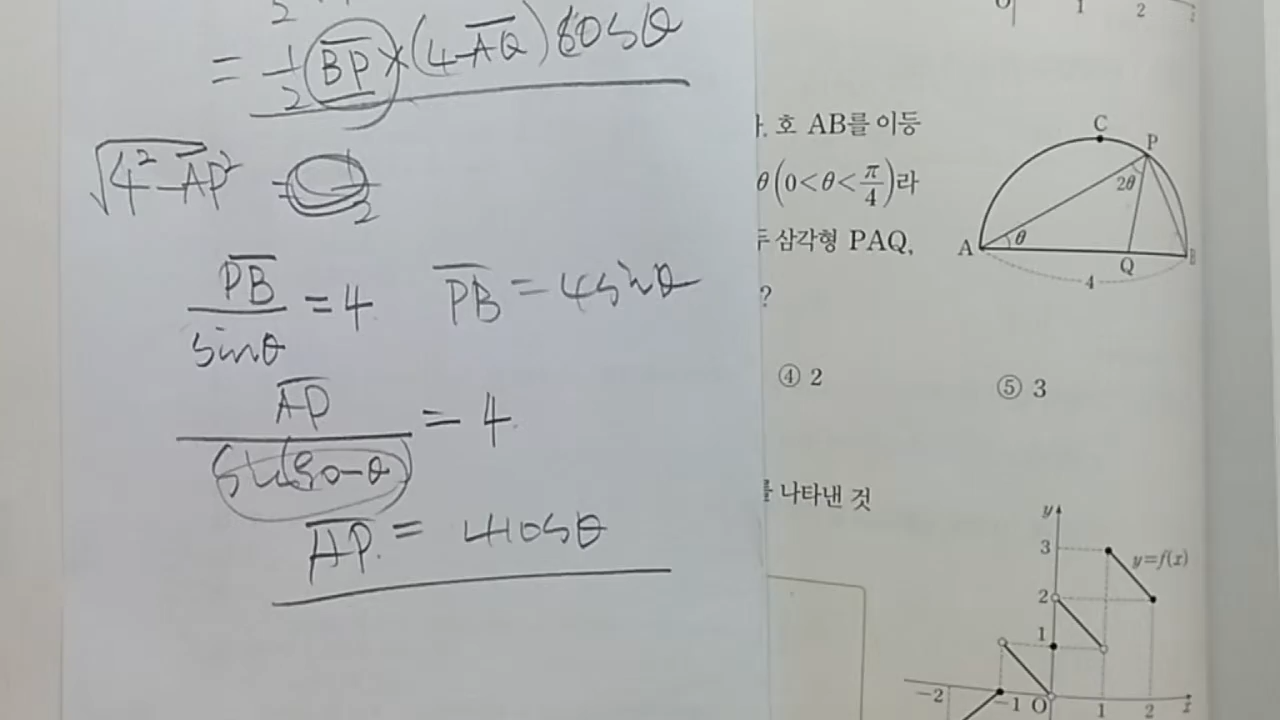 = 1/2 BP × (4-AQ) cosθ
√4²-AP² =
PB/sinθ = 4 PB = 4sinθ
AP/sin(90-θ) = 4
AP = 4cosθ
O 1 2
. 호 AB를 이등
θ(0<θ<π/4)라
삼각형 PAQ,
?
C
P
2θ
A θ Q B
4
④ 2 ⑤ 3
를 나타낸 것
y
3 y=f(x)
2
1
-2 -1 O 1 2 x